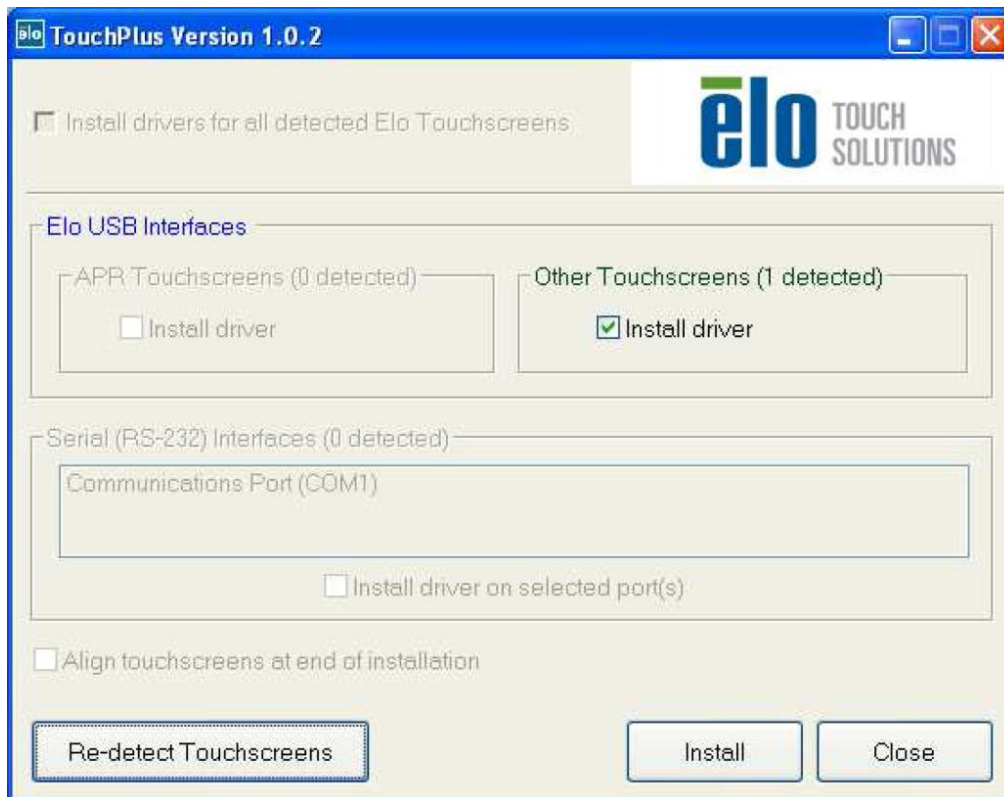 elo TouchPlus Version 1.0.2
Install drivers for all detected Elo Touchscreens
elo TOUCH SOLUTIONS
Elo USB Interfaces
APR Touchscreens (0 detected)
Install driver
Other Touchscreens (1 detected)
Install driver
Serial (RS-232) Interfaces (0 detected)
Communications Port (COM1)
Install driver on selected port(s)
Align touchscreens at end of installation
Re-detect Touchscreens
Install
Close